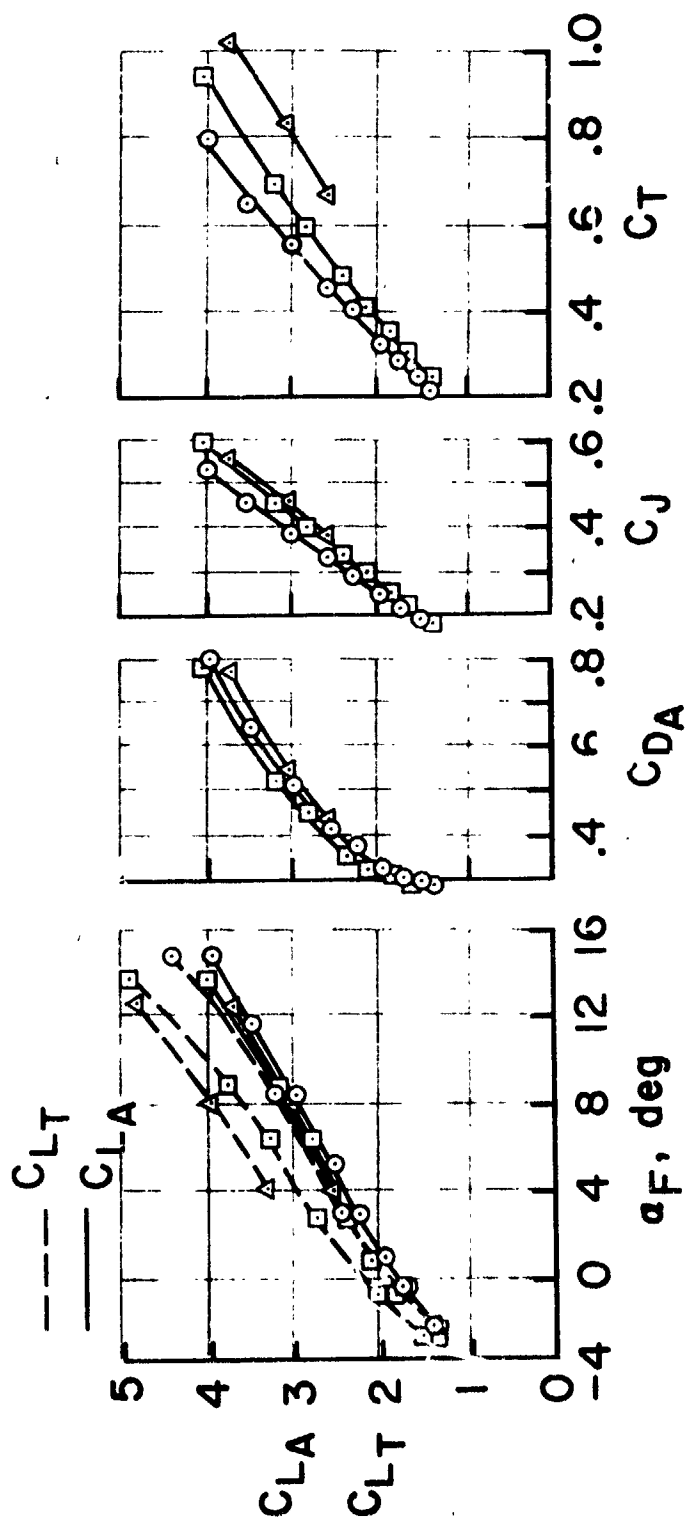 --- C_LT
— C_LA
5
4
C_LA 3
C_LT 2
1
0
-4 0 4 8 12 16
α_F, deg
.4 .6 .8
C_DA
.2 .4 .6
C_J
.2 .4 .6 .8 1.0
C_T